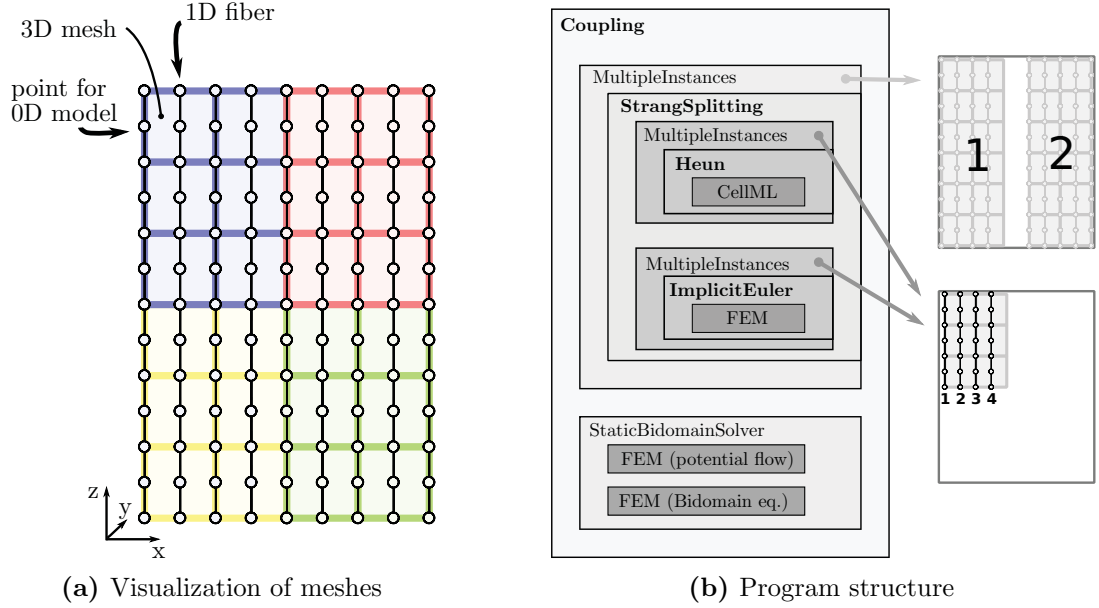 1D fiber
3D mesh
point for
0D model
z
y
x
(a) Visualization of meshes
Coupling
MultipleInstances
StrangSplitting
MultipleInstances
Heun
CellML
MultipleInstances
ImplicitEuler
FEM
StaticBidomainSolver
FEM (potential flow)
FEM (Bidomain eq.)
1 2
1 2 3 4
(b) Program structure